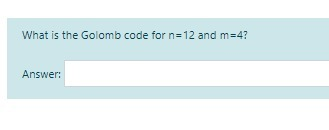 What is the Golomb code for n=12 and m=4?
Answer: